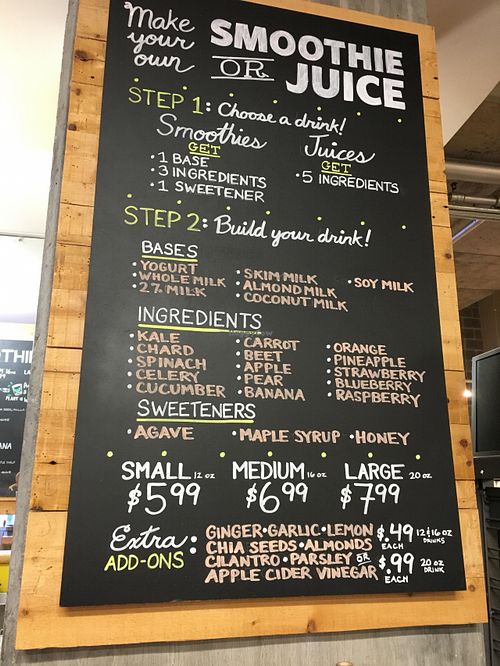 Make your own
SMOOTHIE
OR
JUICE
STEP 1: Choose a drink!
Smoothies
GET
• 1 BASE
• 3 INGREDIENTS
• 1 SWEETENER
Juices
GET
• 5 INGREDIENTS
STEP 2: Build your drink!
BASES
• YOGURT
• WHOLE MILK
• 2% MILK
• SKIM MILK
• ALMOND MILK
• COCONUT MILK
• SOY MILK
INGREDIENTS
• KALE
• CHARD
• SPINACH
• CELERY
• CUCUMBER
• CARROT
• BEET
• APPLE
• PEAR
• BANANA
• ORANGE
• PINEAPPLE
• STRAWBERRY
• BLUEBERRY
• RASPBERRY
SWEETENERS
• AGAVE • MAPLE SYRUP • HONEY
SMALL 12 oz MEDIUM 16 oz LARGE 20 oz
$5.99 $6.99 $7.99
Extra ADD-ONS:
GINGER • GARLIC • LEMON
CHIA SEEDS • ALMONDS
CILANTRO • PARSLEY
APPLE CIDER VINEGAR
$.49 EACH 12 & 16 oz DRINKS
OR
$.99 EACH 20 oz DRINK